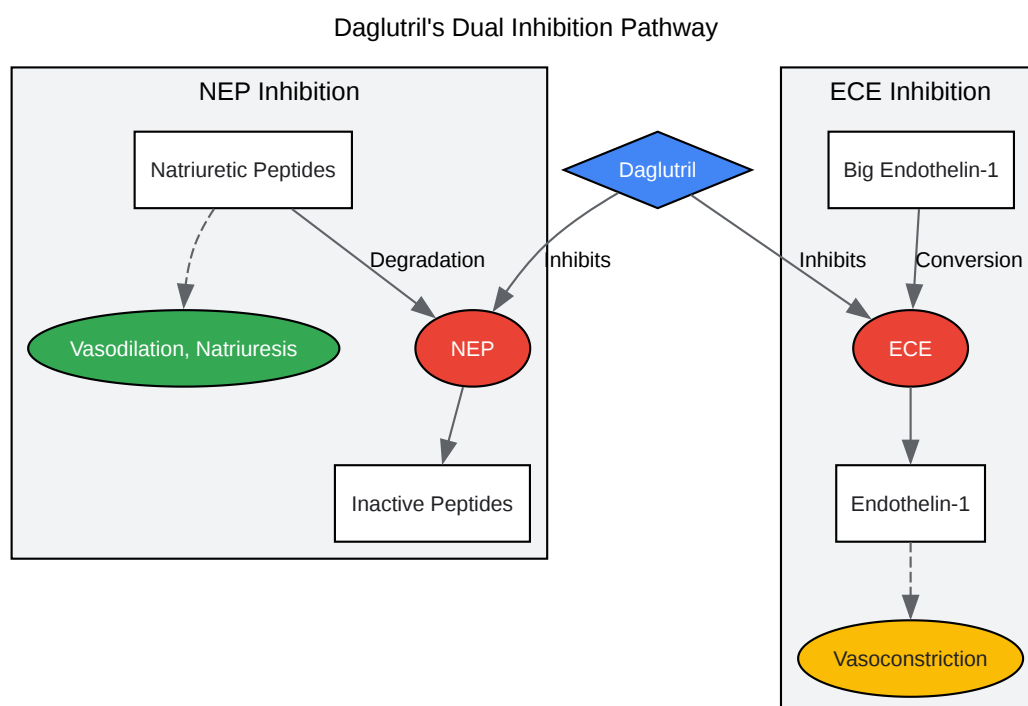 Daglutril's Dual Inhibition Pathway
NEP Inhibition
ECE Inhibition
Natriuretic Peptides
Daglutril
Big Endothelin-1
Degradation
Inhibits
Inhibits
Conversion
Vasodilation, Natriuresis
NEP
ECE
Inactive Peptides
Endothelin-1
Vasoconstriction